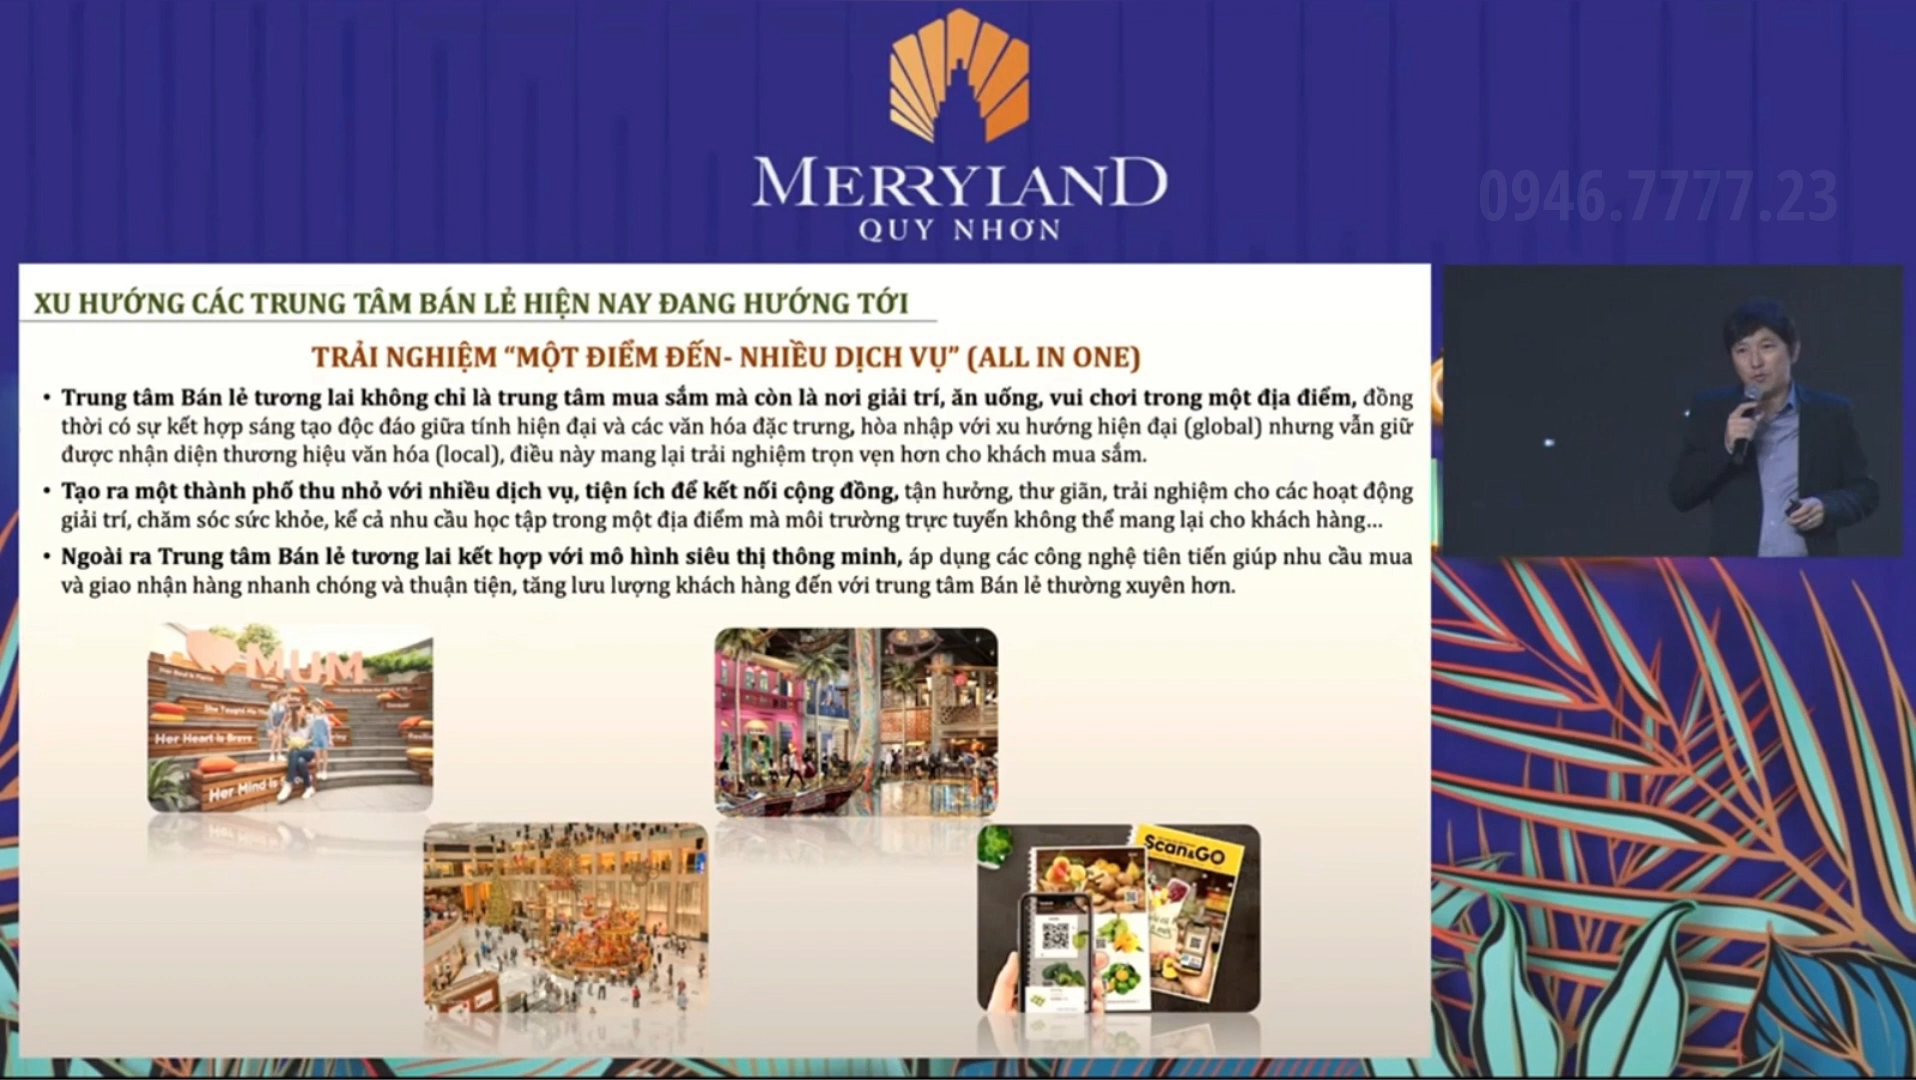 MERRYLAND
QUY NHƠN
0946.7777.23
XU HƯỚNG CÁC TRUNG TÂM BÁN LẺ HIỆN NAY ĐANG HƯỚNG TỚI
TRẢI NGHIỆM “MỘT ĐIỂM ĐẾN- NHIỀU DỊCH VỤ” (ALL IN ONE)
• Trung tâm Bán lẻ tương lai không chỉ là trung tâm mua sắm mà còn là nơi giải trí, ăn uống, vui chơi trong một địa điểm, đồng
thời có sự kết hợp sáng tạo độc đáo giữa tính hiện đại và các văn hóa đặc trưng, hòa nhập với xu hướng hiện đại (global) nhưng vẫn giữ
được nhận diện thương hiệu văn hóa (local), điều này mang lại trải nghiệm trọn vẹn hơn cho khách mua sắm.
• Tạo ra một thành phố thu nhỏ với nhiều dịch vụ, tiện ích để kết nối cộng đồng, tận hưởng, thư giãn, trải nghiệm cho các hoạt động
giải trí, chăm sóc sức khỏe, kể cả nhu cầu học tập trong một địa điểm mà môi trường trực tuyến không thể mang lại cho khách hàng...
• Ngoài ra Trung tâm Bán lẻ tương lai kết hợp với mô hình siêu thị thông minh, áp dụng các công nghệ tiên tiến giúp nhu cầu mua
và giao nhận hàng nhanh chóng và thuận tiện, tăng lưu lượng khách hàng đến với trung tâm Bán lẻ thường xuyên hơn.
MUM
She Taught Me
Her Heart is Brave
Her Mind is
Scan&GO